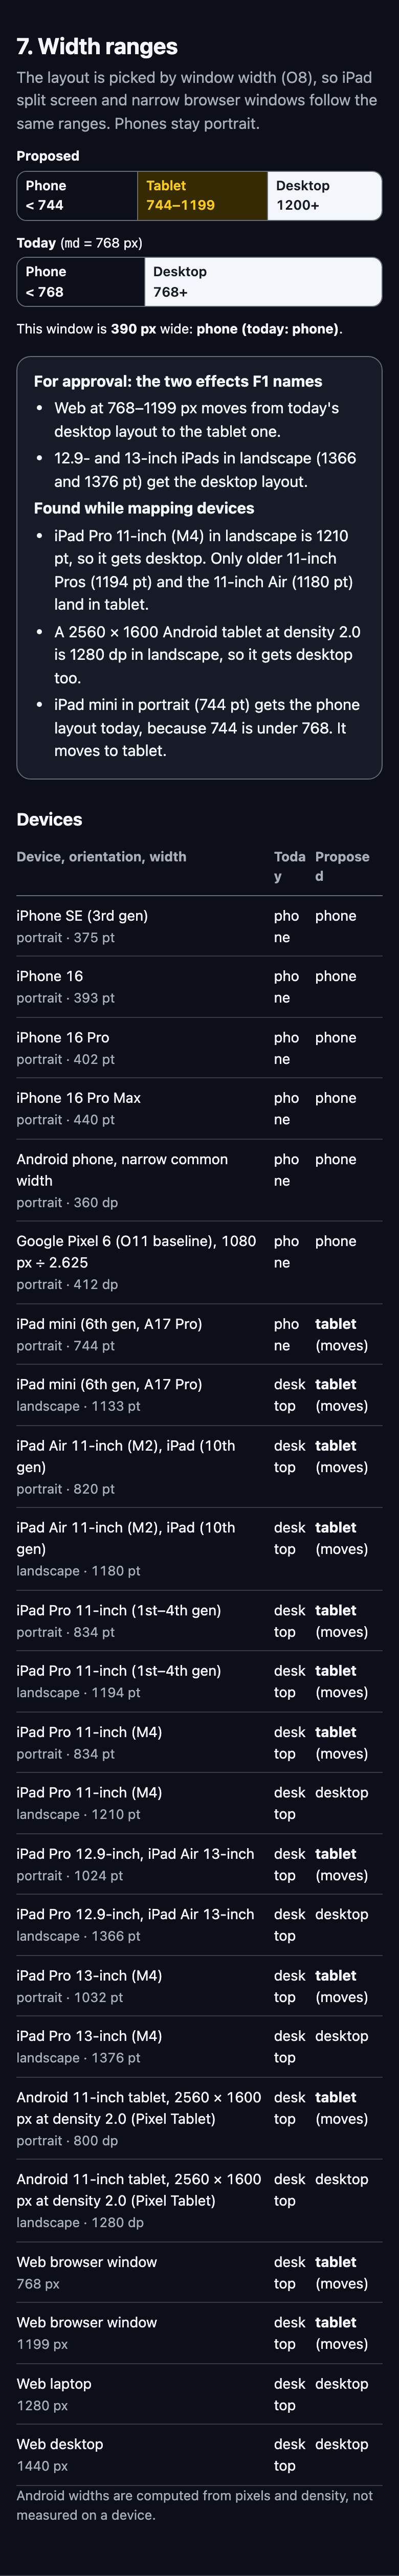 7. Width ranges
The layout is picked by window width (O8), so iPad
split screen and narrow browser windows follow the
same ranges. Phones stay portrait.
Proposed
Phone
< 744
Tablet
744–1199
Desktop
1200+
Today (md = 768 px)
Phone
< 768
Desktop
768+
This window is 390 px wide: phone (today: phone).
For approval: the two effects F1 names
• Web at 768–1199 px moves from today's
desktop layout to the tablet one.
• 12.9- and 13-inch iPads in landscape (1366
and 1376 pt) get the desktop layout.
Found while mapping devices
• iPad Pro 11-inch (M4) in landscape is 1210
pt, so it gets desktop. Only older 11-inch
Pros (1194 pt) and the 11-inch Air (1180 pt)
land in tablet.
• A 2560 × 1600 Android tablet at density 2.0
is 1280 dp in landscape, so it gets desktop
too.
• iPad mini in portrait (744 pt) gets the phone
layout today, because 744 is under 768. It
moves to tablet.
Devices
Device, orientation, width
Toda
y
Propose
d
iPhone SE (3rd gen)
portrait · 375 pt
pho
ne
phone
iPhone 16
portrait · 393 pt
pho
ne
phone
iPhone 16 Pro
portrait · 402 pt
pho
ne
phone
iPhone 16 Pro Max
portrait · 440 pt
pho
ne
phone
Android phone, narrow common
width
portrait · 360 dp
pho
ne
phone
Google Pixel 6 (O11 baseline), 1080
px ÷ 2.625
portrait · 412 dp
pho
ne
phone
iPad mini (6th gen, A17 Pro)
portrait · 744 pt
pho
ne
tablet
(moves)
iPad mini (6th gen, A17 Pro)
landscape · 1133 pt
desk
top
tablet
(moves)
iPad Air 11-inch (M2), iPad (10th
gen)
portrait · 820 pt
desk
top
tablet
(moves)
iPad Air 11-inch (M2), iPad (10th
gen)
landscape · 1180 pt
desk
top
tablet
(moves)
iPad Pro 11-inch (1st–4th gen)
portrait · 834 pt
desk
top
tablet
(moves)
iPad Pro 11-inch (1st–4th gen)
landscape · 1194 pt
desk
top
tablet
(moves)
iPad Pro 11-inch (M4)
portrait · 834 pt
desk
top
tablet
(moves)
iPad Pro 11-inch (M4)
landscape · 1210 pt
desk
top
desktop
iPad Pro 12.9-inch, iPad Air 13-inch
portrait · 1024 pt
desk
top
tablet
(moves)
iPad Pro 12.9-inch, iPad Air 13-inch
landscape · 1366 pt
desk
top
desktop
iPad Pro 13-inch (M4)
portrait · 1032 pt
desk
top
tablet
(moves)
iPad Pro 13-inch (M4)
landscape · 1376 pt
desk
top
desktop
Android 11-inch tablet, 2560 × 1600
px at density 2.0 (Pixel Tablet)
portrait · 800 dp
desk
top
tablet
(moves)
Android 11-inch tablet, 2560 × 1600
px at density 2.0 (Pixel Tablet)
landscape · 1280 dp
desk
top
desktop
Web browser window
768 px
desk
top
tablet
(moves)
Web browser window
1199 px
desk
top
tablet
(moves)
Web laptop
1280 px
desk
top
desktop
Web desktop
1440 px
desk
top
desktop
Android widths are computed from pixels and density, not
measured on a device.